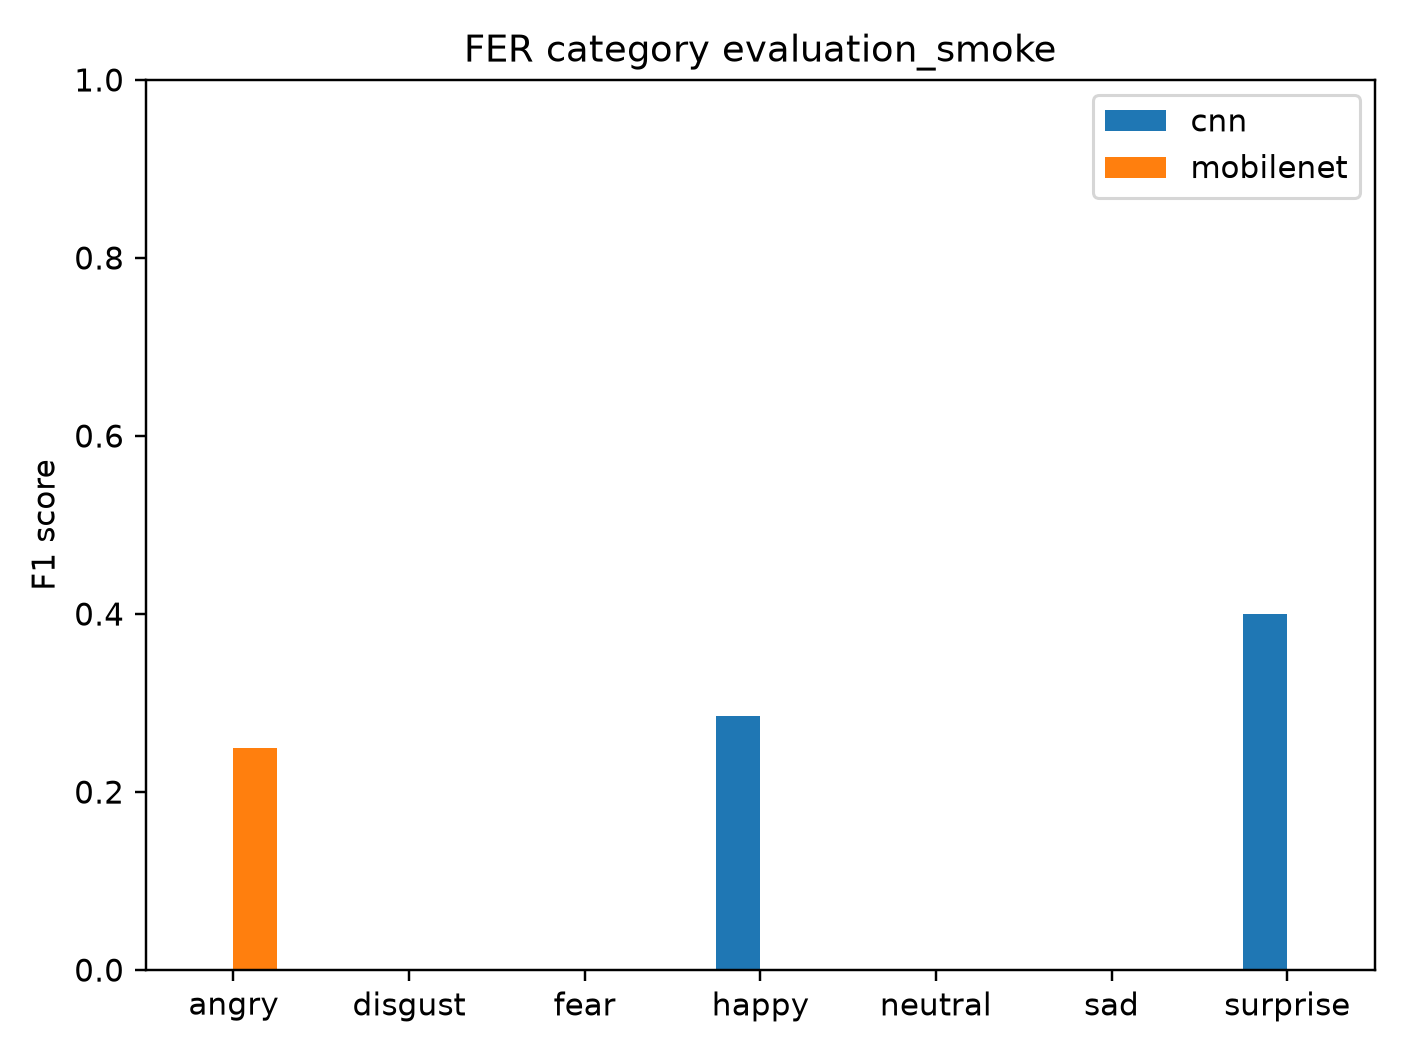 FER category evaluation_smoke
cnn
mobilenet
F1 score
1.0
0.8
0.6
0.4
0.2
0.0
angry disgust fear happy neutral sad surprise